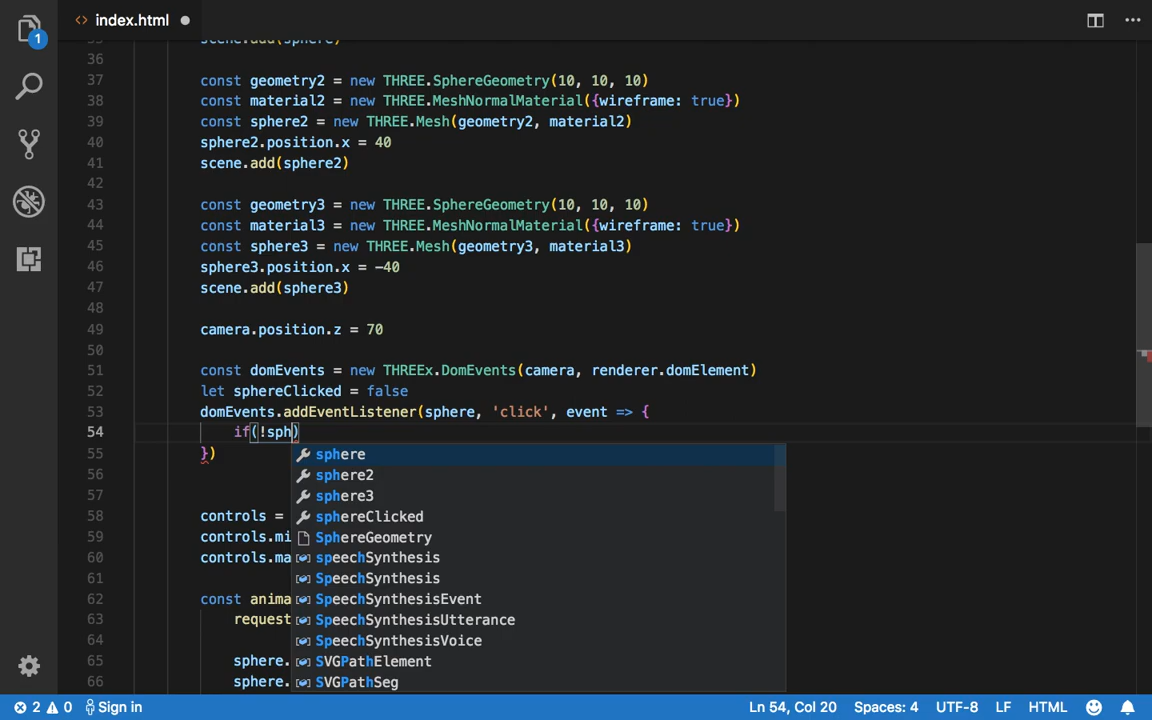 index.html
1
35 scene.add(sphere)
36
37 const geometry2 = new THREE.SphereGeometry(10, 10, 10)
38 const material2 = new THREE.MeshNormalMaterial({wireframe: true})
39 const sphere2 = new THREE.Mesh(geometry2, material2)
40 sphere2.position.x = 40
41 scene.add(sphere2)
42
43 const geometry3 = new THREE.SphereGeometry(10, 10, 10)
44 const material3 = new THREE.MeshNormalMaterial({wireframe: true})
45 const sphere3 = new THREE.Mesh(geometry3, material3)
46 sphere3.position.x = -40
47 scene.add(sphere3)
48
49 camera.position.z = 70
50
51 const domEvents = new THREEx.DomEvents(camera, renderer.domElement)
52 let sphereClicked = false
53 domEvents.addEventListener(sphere, 'click', event => {
54 if(!sph)
55 })
56
57
58 controls =
59 controls.mi
60 controls.ma
61
62 const anima
63 request
64
65 sphere.
66 sphere.
sphere
sphere2
sphere3
sphereClicked
SphereGeometry
speechSynthesis
SpeechSynthesis
SpeechSynthesisEvent
SpeechSynthesisUtterance
SpeechSynthesisVoice
SVGPathElement
SVGPathSeg
2 0 Sign in Ln 54, Col 20 Spaces: 4 UTF-8 LF HTML